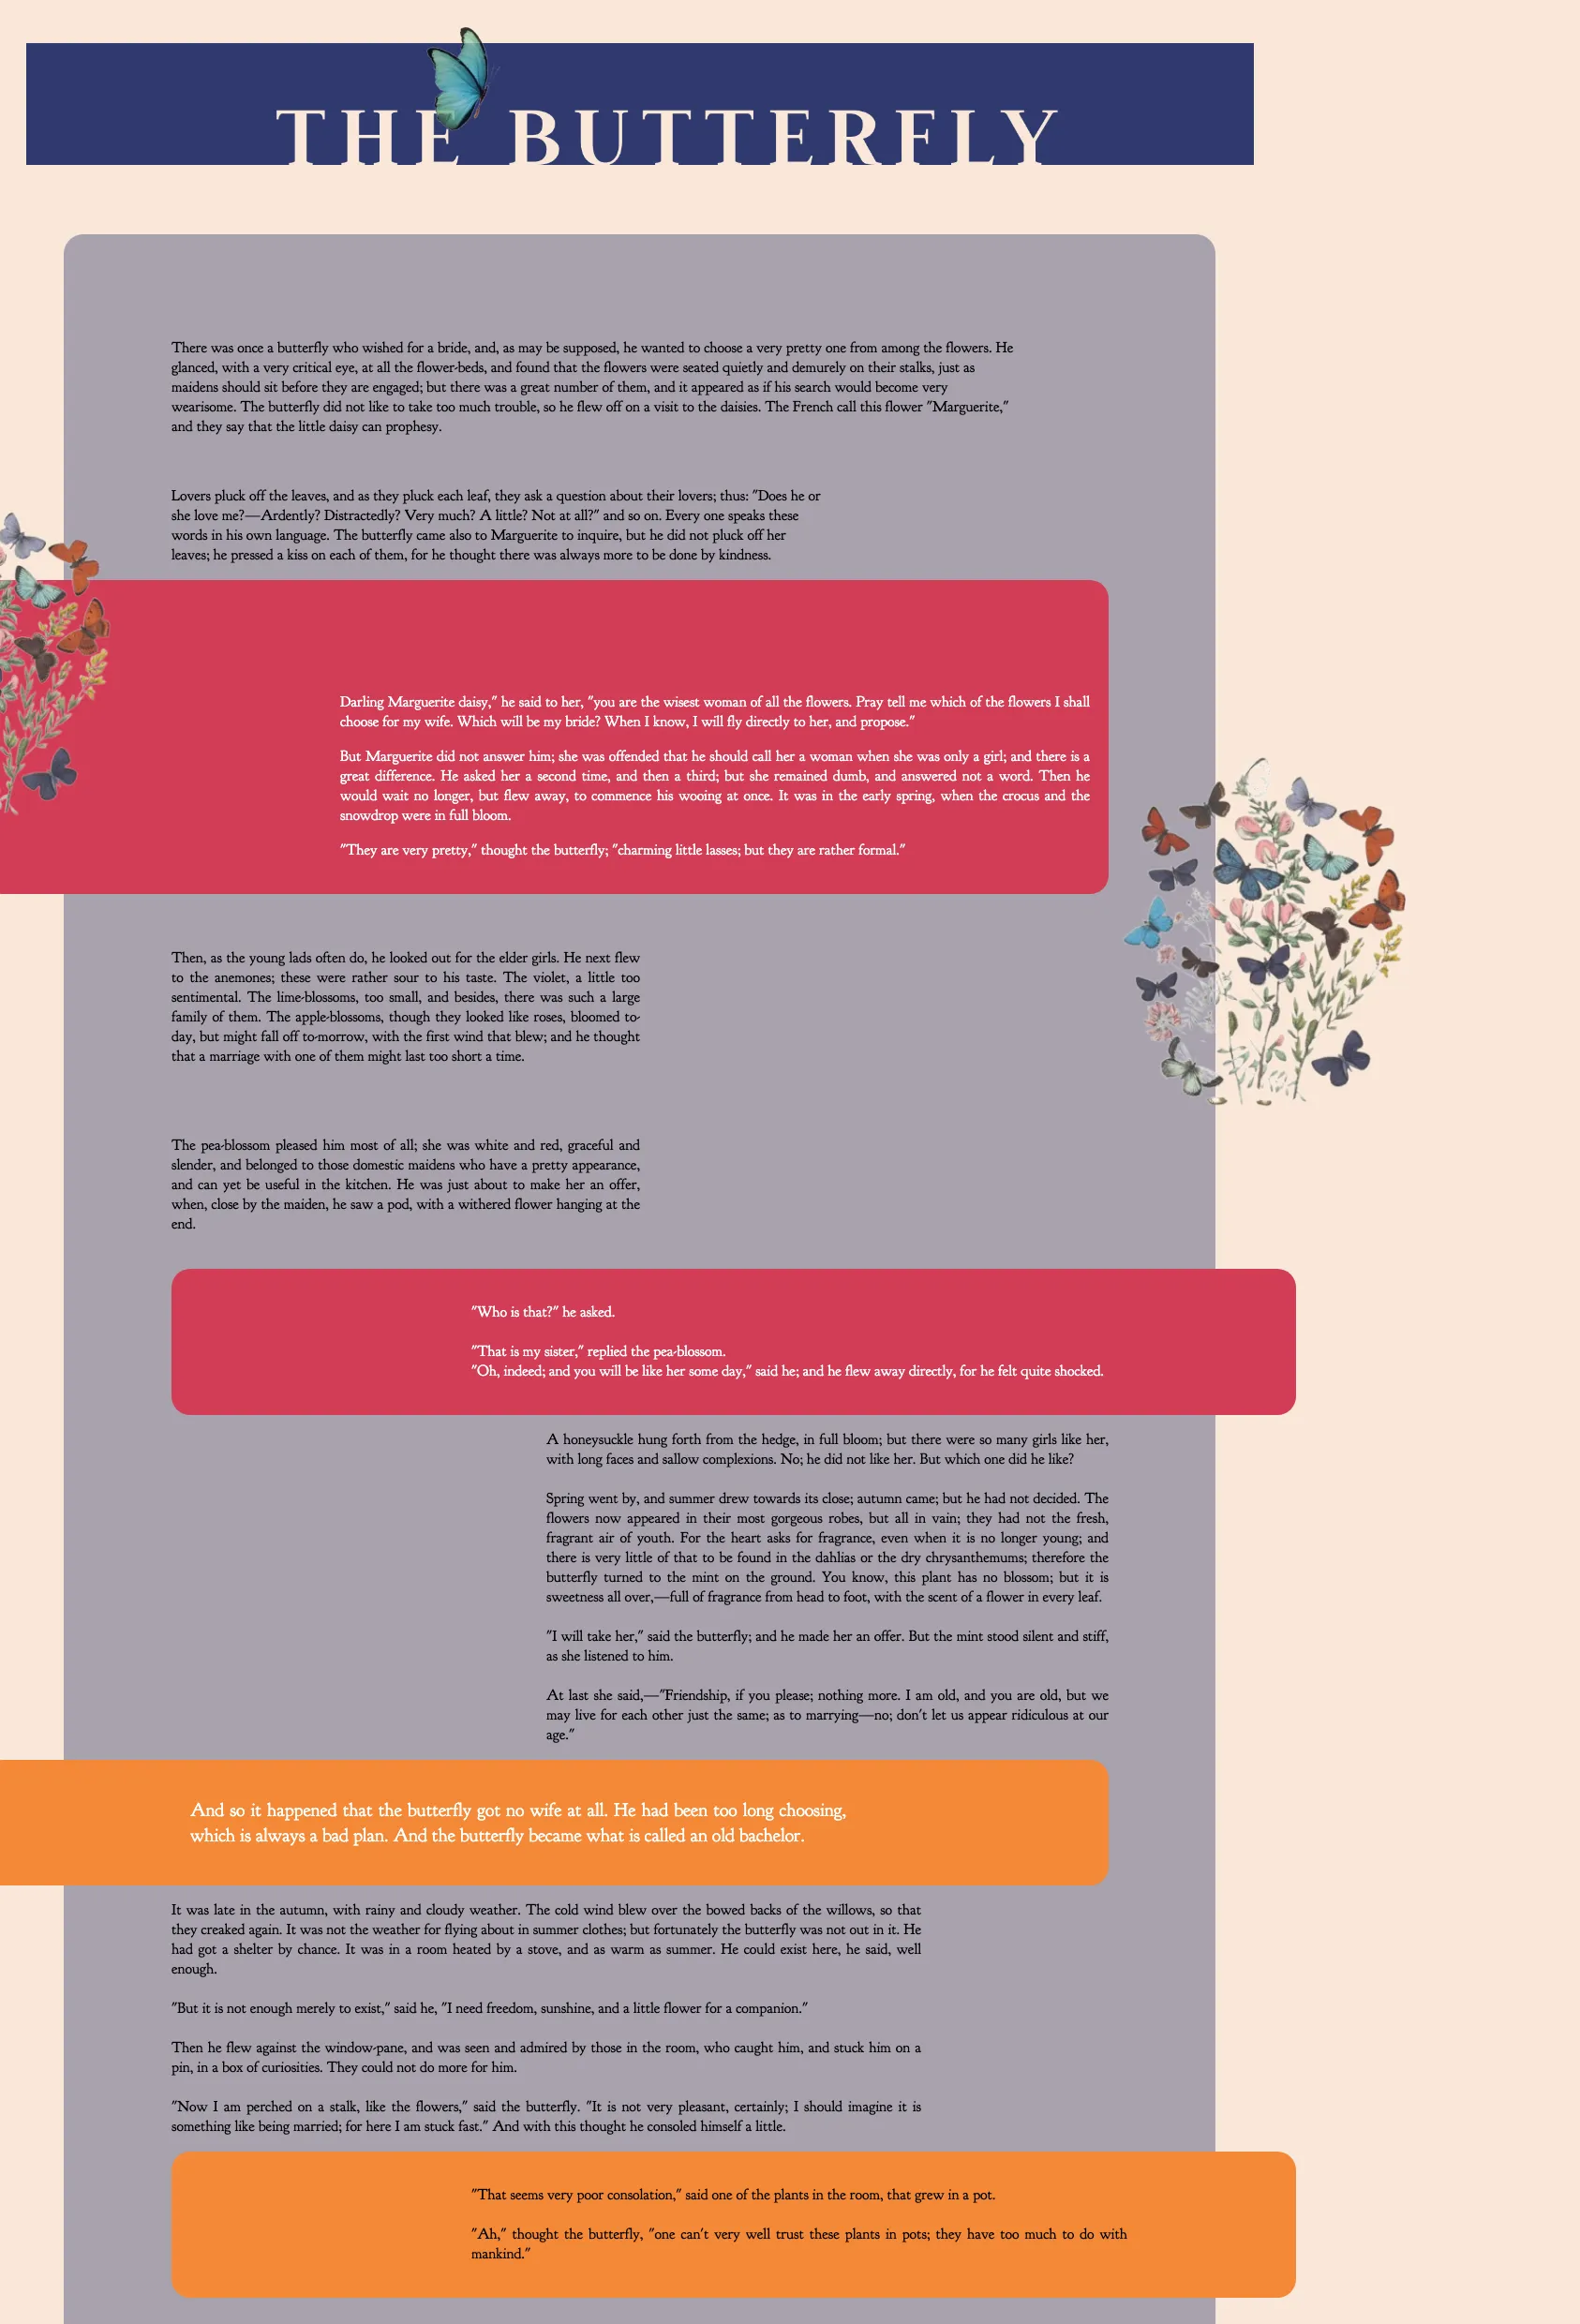 THE BUTTERFLY
There was once a butterfly who wished for a bride, and, as may be supposed, he wanted to choose a very pretty one from among the flowers. He
glanced, with a very critical eye, at all the flower-beds, and found that the flowers were seated quietly and demurely on their stalks, just as
maidens should sit before they are engaged; but there was a great number of them, and it appeared as if his search would become very
wearisome. The butterfly did not like to take too much trouble, so he flew off on a visit to the daisies. The French call this flower "Marguerite,"
and they say that the little daisy can prophesy.
Lovers pluck off the leaves, and as they pluck each leaf, they ask a question about their lovers; thus: "Does he or
she love me?—Ardently? Distractedly? Very much? A little? Not at all?" and so on. Every one speaks these
words in his own language. The butterfly came also to Marguerite to inquire, but he did not pluck off her
leaves; he pressed a kiss on each of them, for he thought there was always more to be done by kindness.
Darling Marguerite daisy," he said to her, "you are the wisest woman of all the flowers. Pray tell me which of the flowers I shall
choose for my wife. Which will be my bride? When I know, I will fly directly to her, and propose."
But Marguerite did not answer him; she was offended that he should call her a woman when she was only a girl; and there is a
great difference. He asked her a second time, and then a third; but she remained dumb, and answered not a word. Then he
would wait no longer, but flew away, to commence his wooing at once. It was in the early spring, when the crocus and the
snowdrop were in full bloom.
"They are very pretty," thought the butterfly; "charming little lasses; but they are rather formal."
Then, as the young lads often do, he looked out for the elder girls. He next flew
to the anemones; these were rather sour to his taste. The violet, a little too
sentimental. The lime-blossoms, too small, and besides, there was such a large
family of them. The apple-blossoms, though they looked like roses, bloomed to-
day, but might fall off to-morrow, with the first wind that blew; and he thought
that a marriage with one of them might last too short a time.
The pea-blossom pleased him most of all; she was white and red, graceful and
slender, and belonged to those domestic maidens who have a pretty appearance,
and can yet be useful in the kitchen. He was just about to make her an offer,
when, close by the maiden, he saw a pod, with a withered flower hanging at the
end.
"Who is that?" he asked.
"That is my sister," replied the pea-blossom.
"Oh, indeed; and you will be like her some day," said he; and he flew away directly, for he felt quite shocked.
A honeysuckle hung forth from the hedge, in full bloom; but there were so many girls like her,
with long faces and sallow complexions. No; he did not like her. But which one did he like?
Spring went by, and summer drew towards its close; autumn came; but he had not decided. The
flowers now appeared in their most gorgeous robes, but all in vain; they had not the fresh,
fragrant air of youth. For the heart asks for fragrance, even when it is no longer young; and
there is very little of that to be found in the dahlias or the dry chrysanthemums; therefore the
butterfly turned to the mint on the ground. You know, this plant has no blossom; but it is
sweetness all over,—full of fragrance from head to foot, with the scent of a flower in every leaf.
"I will take her," said the butterfly; and he made her an offer. But the mint stood silent and stiff,
as she listened to him.
At last she said,—"Friendship, if you please; nothing more. I am old, and you are old, but we
may live for each other just the same; as to marrying—no; don't let us appear ridiculous at our
age."
And so it happened that the butterfly got no wife at all. He had been too long choosing,
which is always a bad plan. And the butterfly became what is called an old bachelor.
It was late in the autumn, with rainy and cloudy weather. The cold wind blew over the bowed backs of the willows, so that
they creaked again. It was not the weather for flying about in summer clothes; but fortunately the butterfly was not out in it. He
had got a shelter by chance. It was in a room heated by a stove, and as warm as summer. He could exist here, he said, well
enough.
"But it is not enough merely to exist," said he, "I need freedom, sunshine, and a little flower for a companion."
Then he flew against the window-pane, and was seen and admired by those in the room, who caught him, and stuck him on a
pin, in a box of curiosities. They could not do more for him.
"Now I am perched on a stalk, like the flowers," said the butterfly. "It is not very pleasant, certainly; I should imagine it is
something like being married; for here I am stuck fast." And with this thought he consoled himself a little.
"That seems very poor consolation," said one of the plants in the room, that grew in a pot.
"Ah," thought the butterfly, "one can't very well trust these plants in pots; they have too much to do with
mankind."